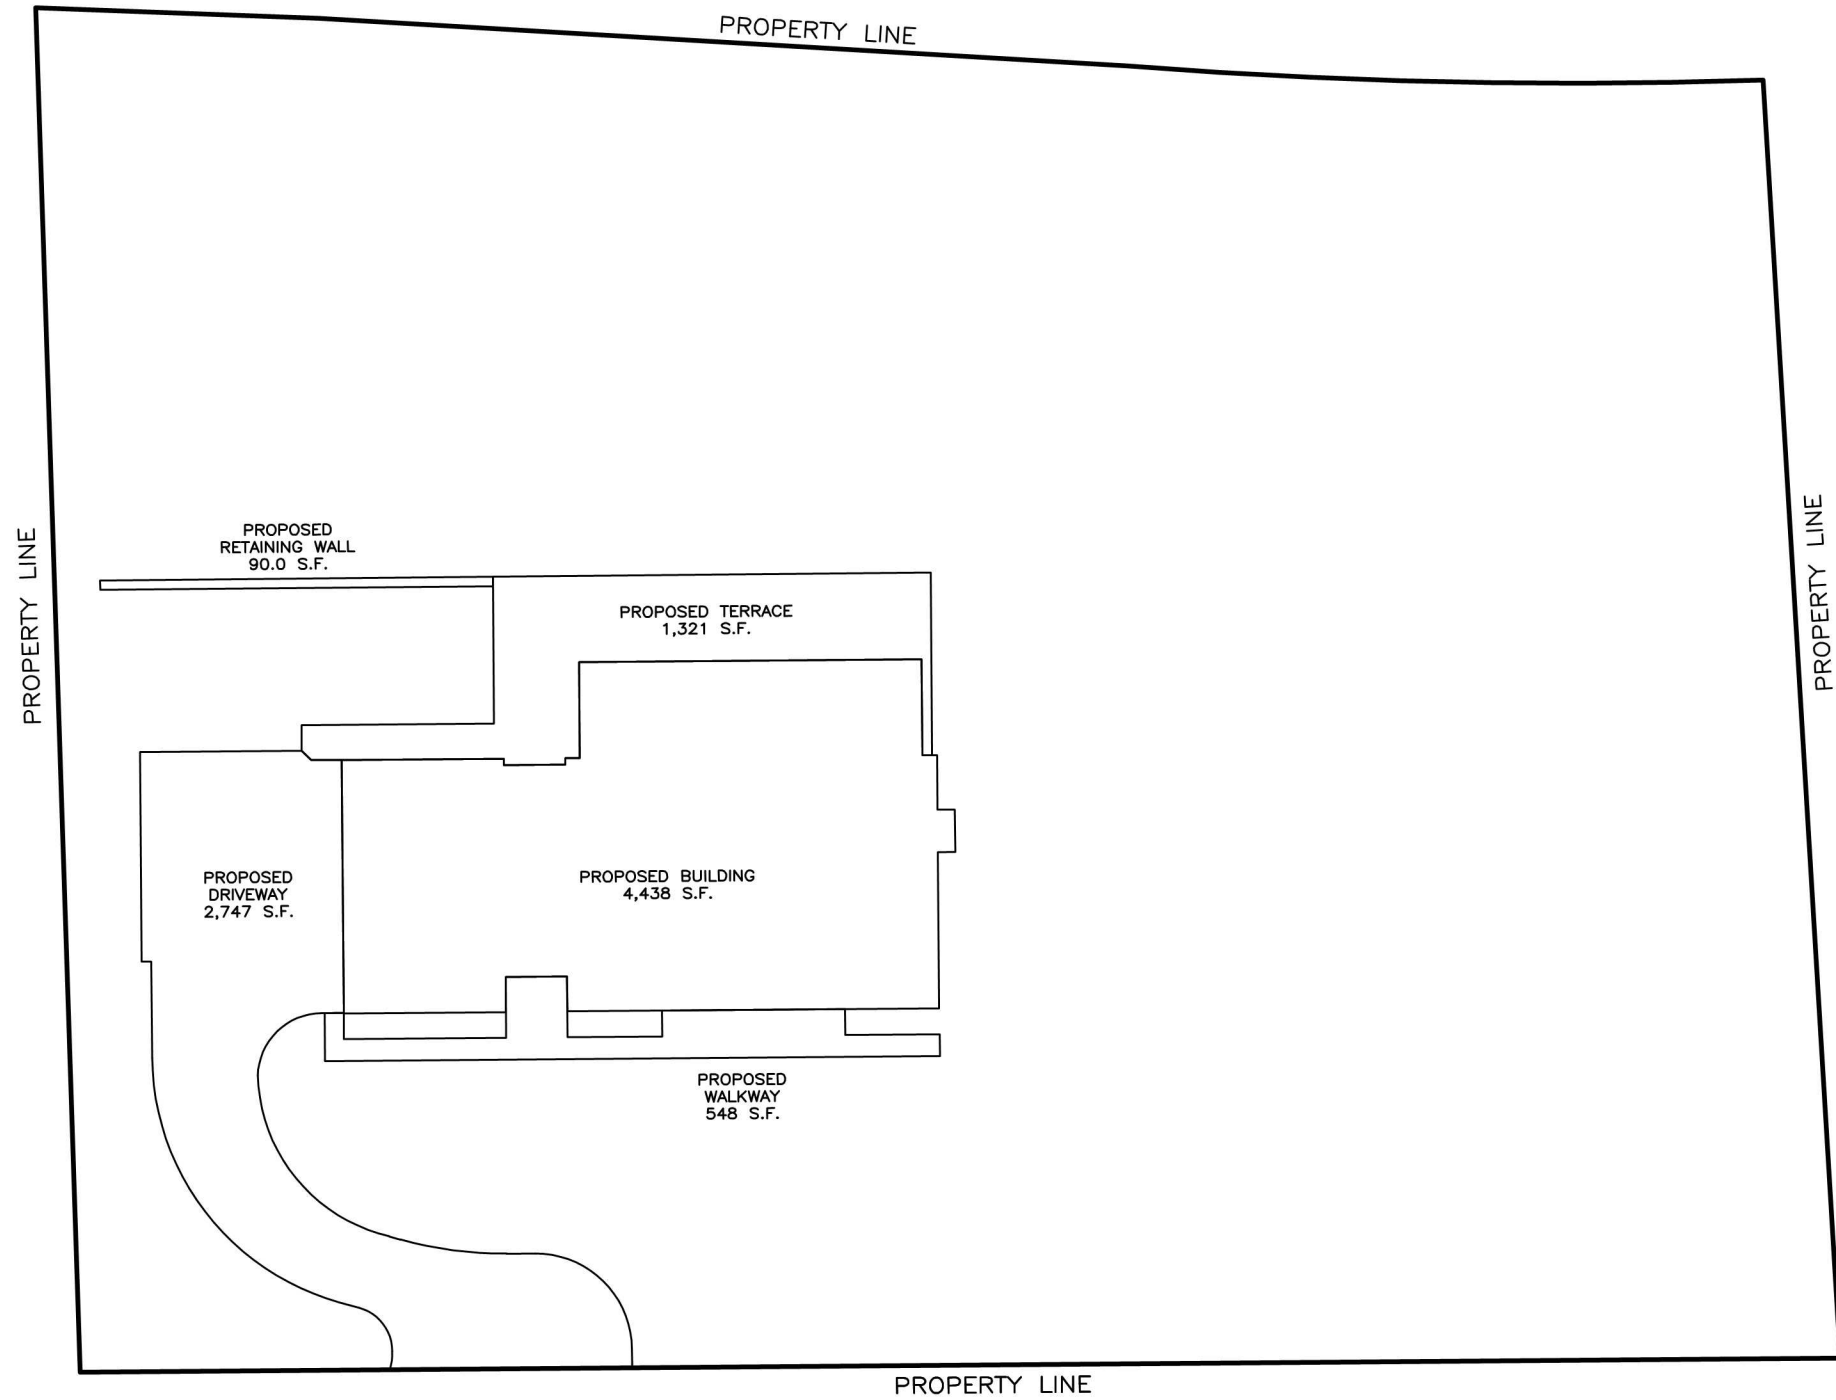 PROPERTY LINE
PROPERTY LINE
PROPERTY LINE
PROPOSED
RETAINING WALL
90.0 S.F.
PROPOSED TERRACE
1,321 S.F.
PROPOSED
DRIVEWAY
2,747 S.F.
PROPOSED BUILDING
4,438 S.F.
PROPOSED
WALKWAY
548 S.F.
PROPERTY LINE